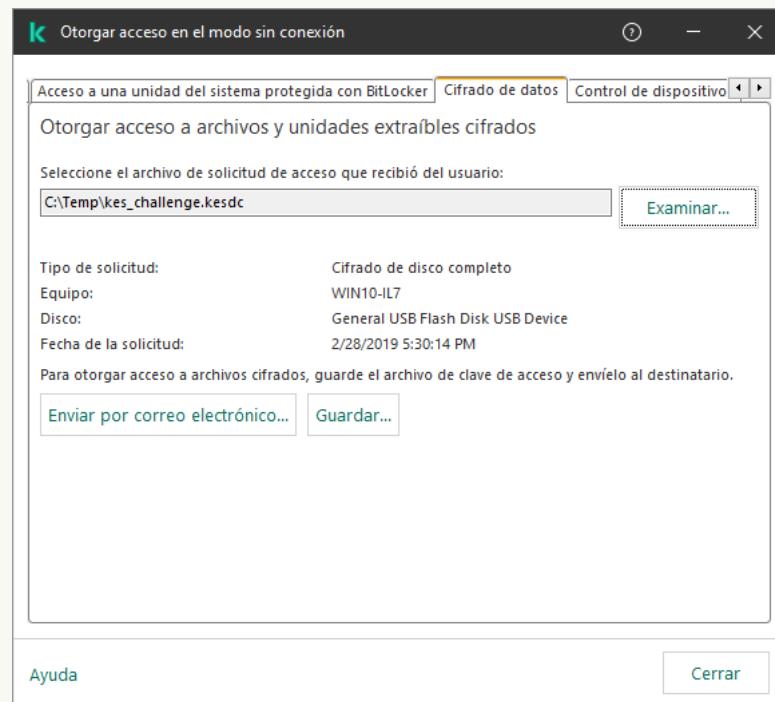 Otorgar acceso en el modo sin conexión
Acceso a una unidad del sistema protegida con BitLocker Cifrado de datos Control de dispositivo
Otorgar acceso a archivos y unidades extraíbles cifrados
Seleccione el archivo de solicitud de acceso que recibió del usuario:
C:\Temp\kes_challenge.kesdc Examinar...
Tipo de solicitud: Cifrado de disco completo
Equipo: WIN10-IL7
Disco: General USB Flash Disk USB Device
Fecha de la solicitud: 2/28/2019 5:30:14 PM
Para otorgar acceso a archivos cifrados, guarde el archivo de clave de acceso y envíelo al destinatario.
Enviar por correo electrónico... Guardar...
Ayuda Cerrar